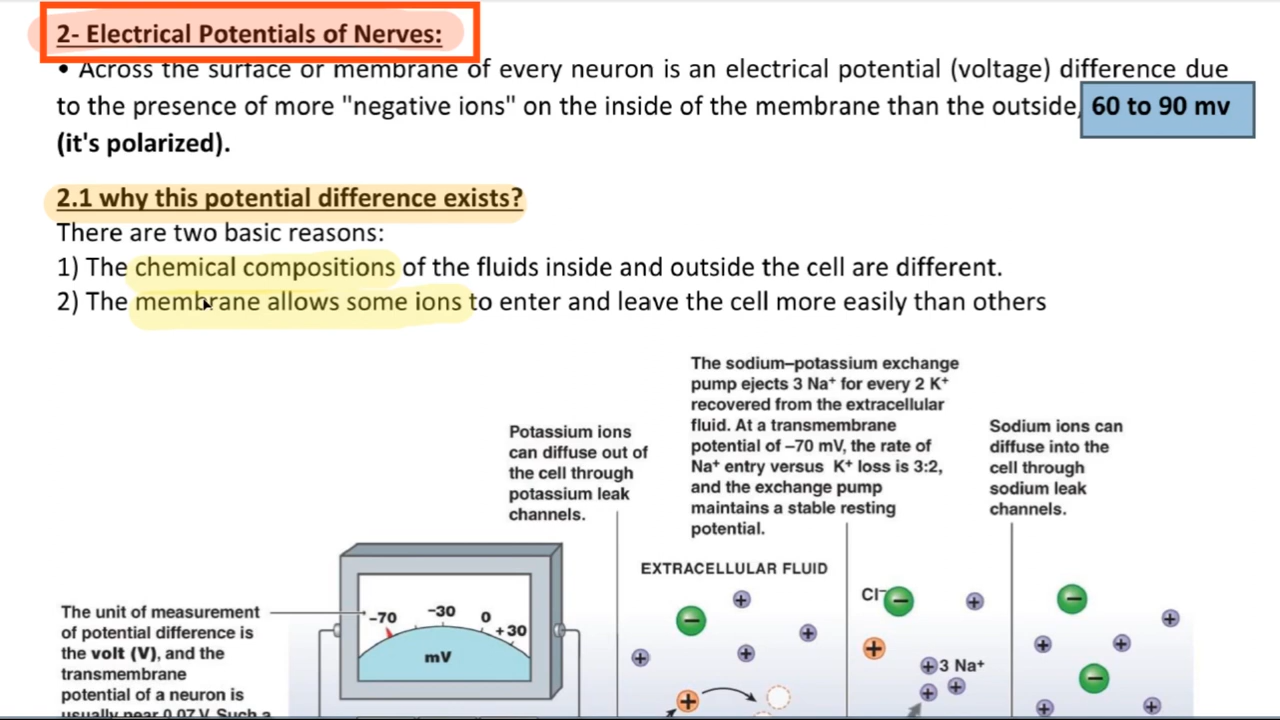 2- Electrical Potentials of Nerves:
• Across the surface or membrane of every neuron is an electrical potential (voltage) difference due
to the presence of more "negative ions" on the inside of the membrane than the outside, 60 to 90 mv
(it's polarized).
2.1 why this potential difference exists?
There are two basic reasons:
1) The chemical compositions of the fluids inside and outside the cell are different.
2) The membrane allows some ions to enter and leave the cell more easily than others
Potassium ions
can diffuse out of
the cell through
potassium leak
channels.
The sodium–potassium exchange
pump ejects 3 Na⁺ for every 2 K⁺
recovered from the extracellular
fluid. At a transmembrane
potential of –70 mV, the rate of
Na⁺ entry versus K⁺ loss is 3:2,
and the exchange pump
maintains a stable resting
potential.
Sodium ions can
diffuse into the
cell through
sodium leak
channels.
EXTRACELLULAR FLUID
The unit of measurement
of potential difference is
the volt (V), and the
transmembrane
potential of a neuron is
usually near 0.07 V. Such a
–70
–30
0
+30
mV
Cl⁻
3 Na⁺